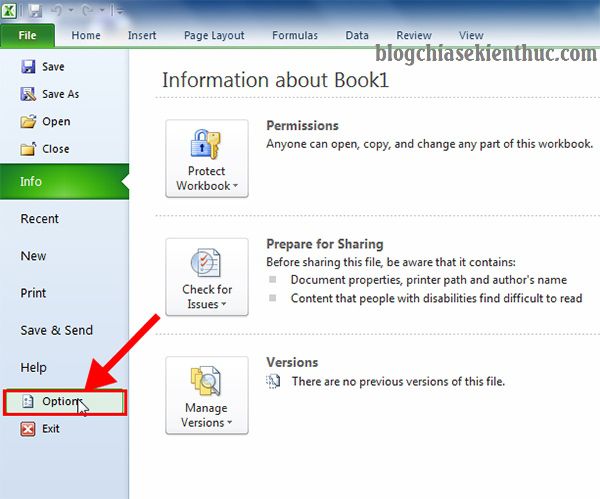 File Home Insert Page Layout Formulas Data Review View
blogchiasekienthuc.com
Save
Save As
Open
Close
Info
Recent
New
Print
Save & Send
Help
Options
Exit
Information about Book1
Protect
Workbook
Permissions
Anyone can open, copy, and change any part of this workbook.
Check for
Issues
Prepare for Sharing
Before sharing this file, be aware that it contains:
Document properties, printer path and author's name
Content that people with disabilities find difficult to read
Manage
Versions
Versions
There are no previous versions of this file.